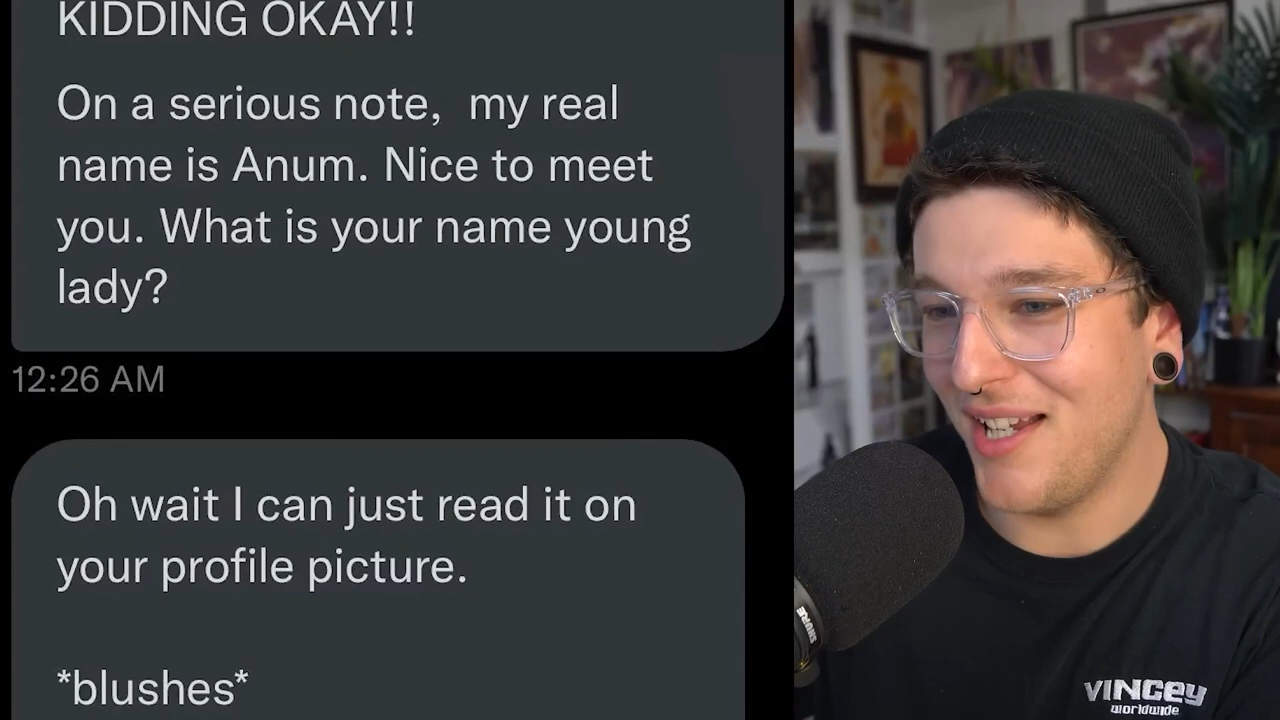 KIDDING OKAY!!
On a serious note,  my real
name is Anum. Nice to meet
you. What is your name young
lady?
12:26 AM
Oh wait I can just read it on
your profile picture.
*blushes*
SHURE
VINCEY
worldwide